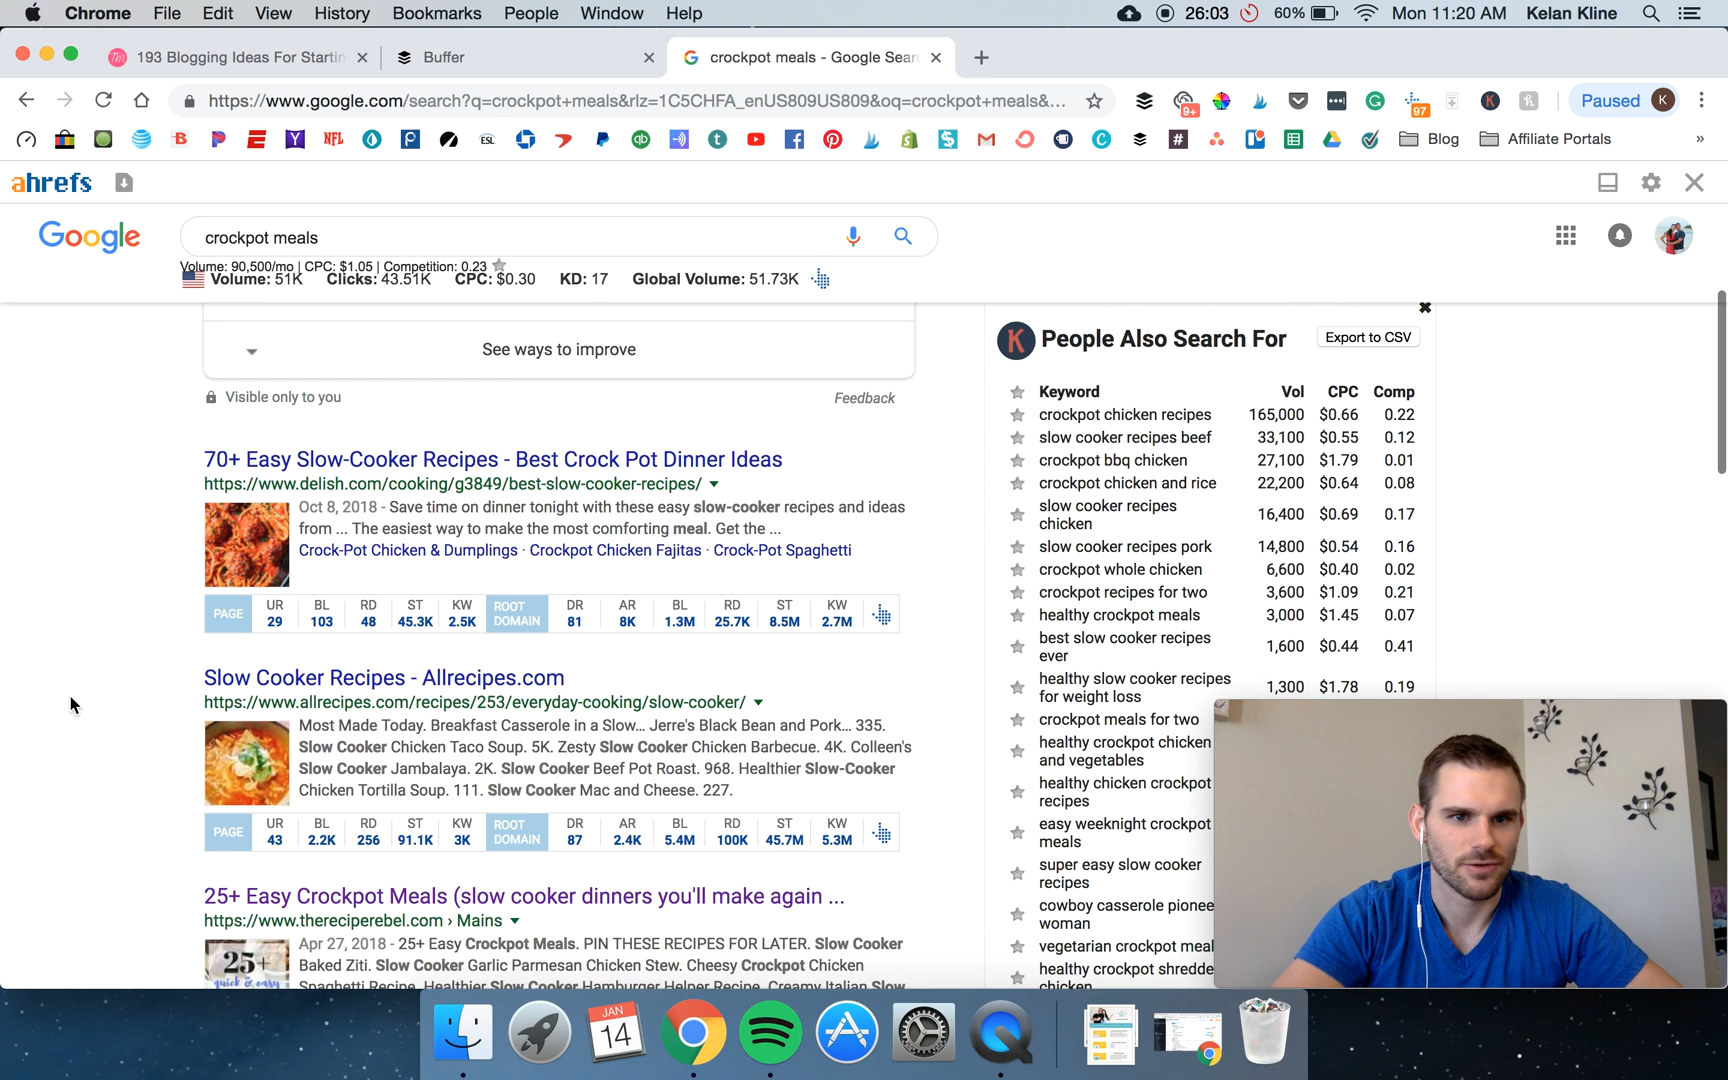 Chrome File Edit View History Bookmarks People Window Help
26:03 60% Mon 11:20 AM Kelan Kline
193 Blogging Ideas For Startin
Buffer
crockpot meals - Google Sear
https://www.google.com/search?q=crockpot+meals&rlz=1C5CHFA_enUS809US809&oq=crockpot+meals&...
9+ 97 K Paused K
NFL ESL # Blog Affiliate Portals »
ahrefs
Google
crockpot meals
Volume: 90,500/mo | CPC: $1.05 | Competition: 0.23
Volume: 51K Clicks: 43.51K CPC: $0.30 KD: 17 Global Volume: 51.73K
See ways to improve
Visible only to you Feedback
70+ Easy Slow-Cooker Recipes - Best Crock Pot Dinner Ideas
https://www.delish.com/cooking/g3849/best-slow-cooker-recipes/
Oct 8, 2018 - Save time on dinner tonight with these easy slow-cooker recipes and ideas
from ... The easiest way to make the most comforting meal. Get the ...
Crock-Pot Chicken & Dumplings · Crockpot Chicken Fajitas · Crock-Pot Spaghetti
PAGE UR BL RD ST KW ROOT DOMAIN DR AR BL RD ST KW
29 103 48 45.3K 2.5K 81 8K 1.3M 25.7K 8.5M 2.7M
Slow Cooker Recipes - Allrecipes.com
https://www.allrecipes.com/recipes/253/everyday-cooking/slow-cooker/
Most Made Today. Breakfast Casserole in a Slow... Jerre's Black Bean and Pork... 335.
Slow Cooker Chicken Taco Soup. 5K. Zesty Slow Cooker Chicken Barbecue. 4K. Colleen's
Slow Cooker Jambalaya. 2K. Slow Cooker Beef Pot Roast. 968. Healthier Slow-Cooker
Chicken Tortilla Soup. 111. Slow Cooker Mac and Cheese. 227.
PAGE UR BL RD ST KW ROOT DOMAIN DR AR BL RD ST KW
43 2.2K 256 91.1K 3K 87 2.4K 5.4M 100K 45.7M 5.3M
25+ Easy Crockpot Meals (slow cooker dinners you'll make again ...
https://www.thereciperebel.com › Mains
Apr 27, 2018 - 25+ Easy Crockpot Meals. PIN THESE RECIPES FOR LATER. Slow Cooker
Baked Ziti. Slow Cooker Garlic Parmesan Chicken Stew. Cheesy Crockpot Chicken
Spaghetti Recipe. Healthier Slow Cooker Hamburger Helper Recipe. Creamy Italian Slow
25+
quick & easy
K People Also Search For Export to CSV
Keyword Vol CPC Comp
crockpot chicken recipes 165,000 $0.66 0.22
slow cooker recipes beef 33,100 $0.55 0.12
crockpot bbq chicken 27,100 $1.79 0.01
crockpot chicken and rice 22,200 $0.64 0.08
slow cooker recipes
chicken 16,400 $0.69 0.17
slow cooker recipes pork 14,800 $0.54 0.16
crockpot whole chicken 6,600 $0.40 0.02
crockpot recipes for two 3,600 $1.09 0.21
healthy crockpot meals 3,000 $1.45 0.07
best slow cooker recipes
ever 1,600 $0.44 0.41
healthy slow cooker recipes
for weight loss 1,300 $1.78 0.19
crockpot meals for two
healthy crockpot chicken
and vegetables
healthy chicken crockpot
recipes
easy weeknight crockpot
meals
super easy slow cooker
recipes
cowboy casserole pionee
woman
vegetarian crockpot meal
healthy crockpot shredde
chicken
JAN
14